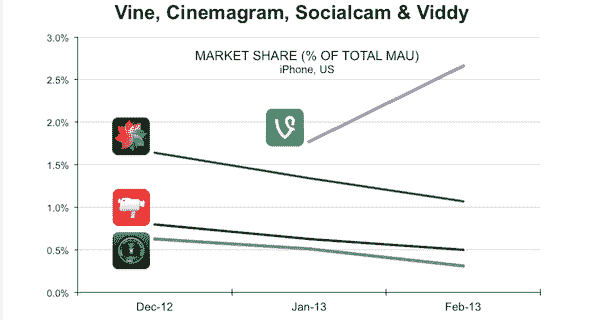 Vine, Cinemagram, Socialcam & Viddy
MARKET SHARE (% OF TOTAL MAU)
iPhone, US
3.0%
2.5%
2.0%
1.5%
1.0%
0.5%
0.0%
Dec-12 Jan-13 Feb-13